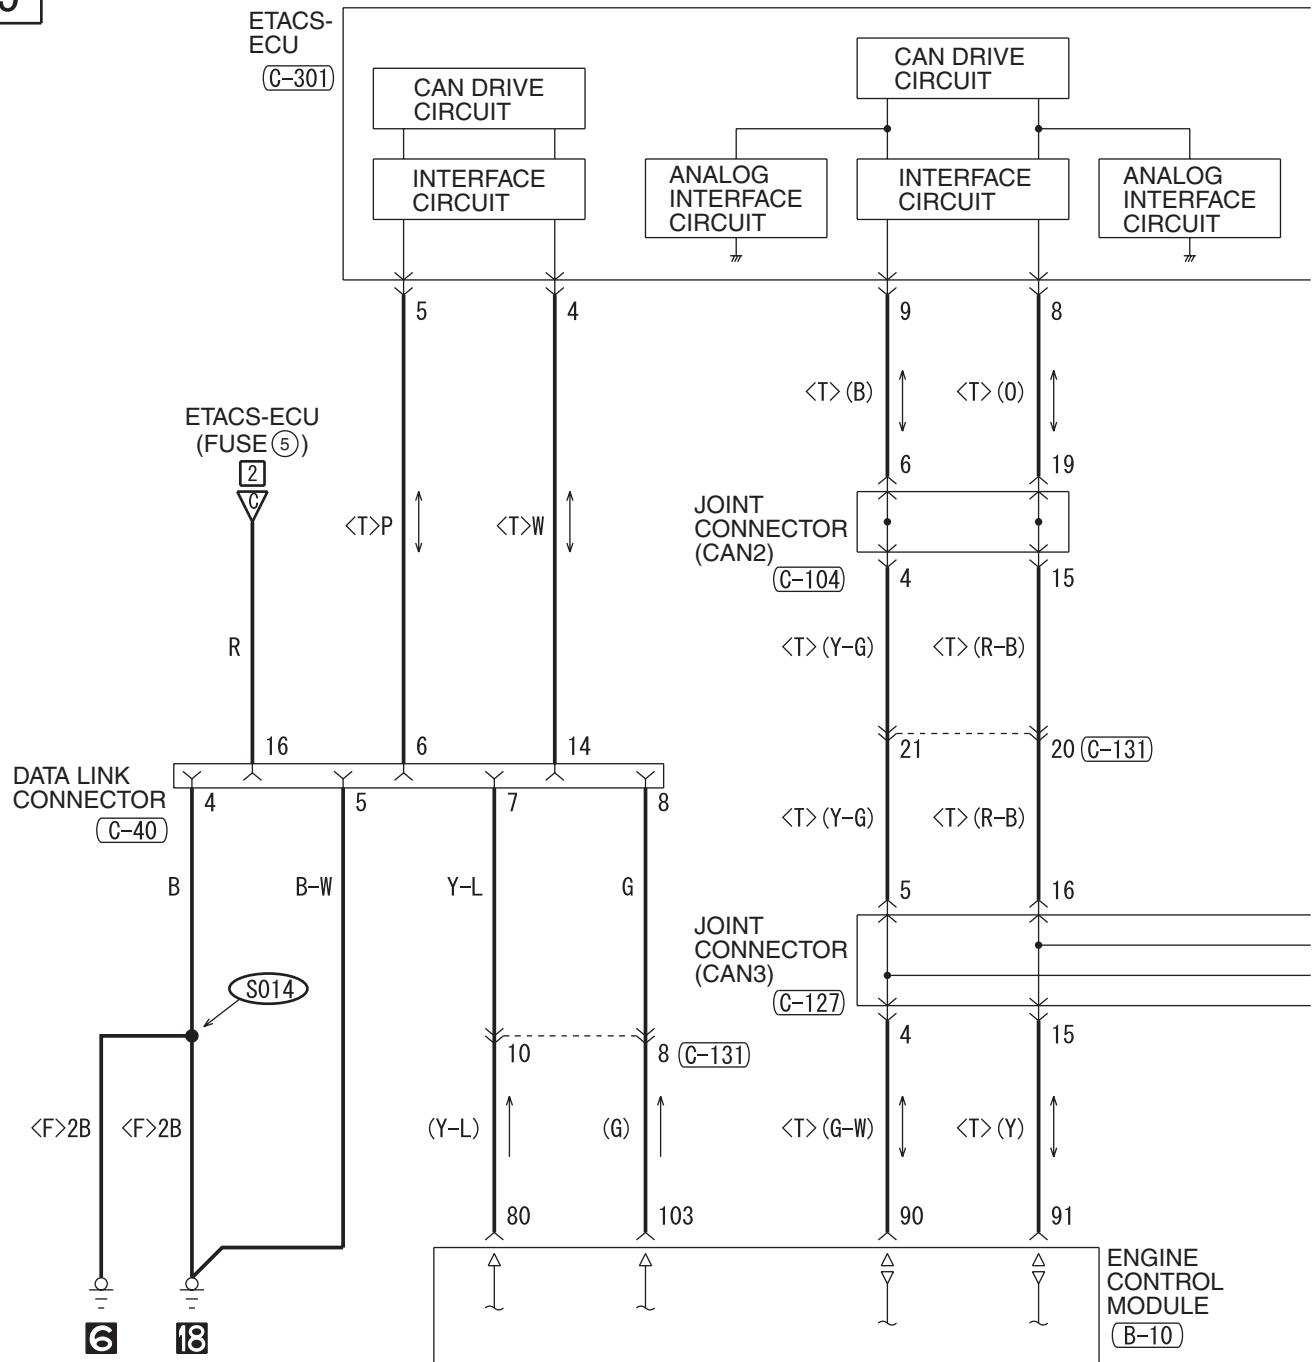 ETACS-
ECU
C-301
CAN DRIVE
CIRCUIT
CAN DRIVE
CIRCUIT
INTERFACE
CIRCUIT
ANALOG
INTERFACE
CIRCUIT
INTERFACE
CIRCUIT
ANALOG
INTERFACE
CIRCUIT
5
4
9
8
<T>(B)
<T>(O)
ETACS-ECU
(FUSE 5)
2
C
6
19
<T>P
<T>W
JOINT
CONNECTOR
(CAN2)
C-104
4
15
R
<T>(Y-G)
<T>(R-B)
16
6
14
21
20
C-131
DATA LINK
CONNECTOR
C-40
4
5
7
8
<T>(Y-G)
<T>(R-B)
B
B-W
Y-L
G
5
16
JOINT
CONNECTOR
(CAN3)
C-127
S014
4
15
10
8
C-131
<F>2B
<F>2B
(Y-L)
(G)
<T>(G-W)
<T>(Y)
80
103
90
91
ENGINE
CONTROL
MODULE
B-10
6
18